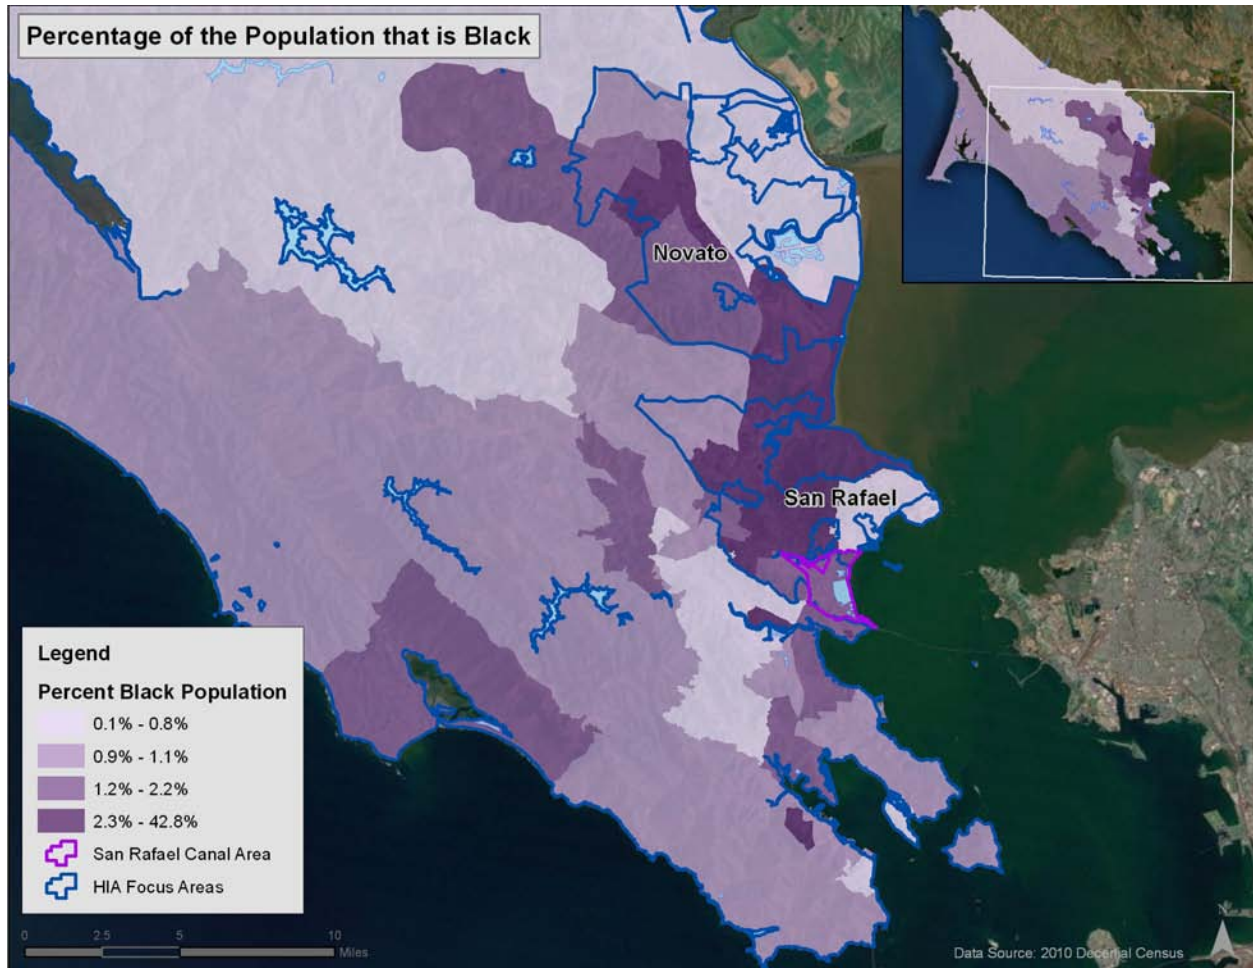 Percentage of the Population that is Black
Novato
San Rafael
Legend
Percent Black Population
0.1% - 0.8%
0.9% - 1.1%
1.2% - 2.2%
2.3% - 42.8%
San Rafael Canal Area
HIA Focus Areas
0 2.5 5 10
Miles
N
Data Source: 2010 Decennial Census